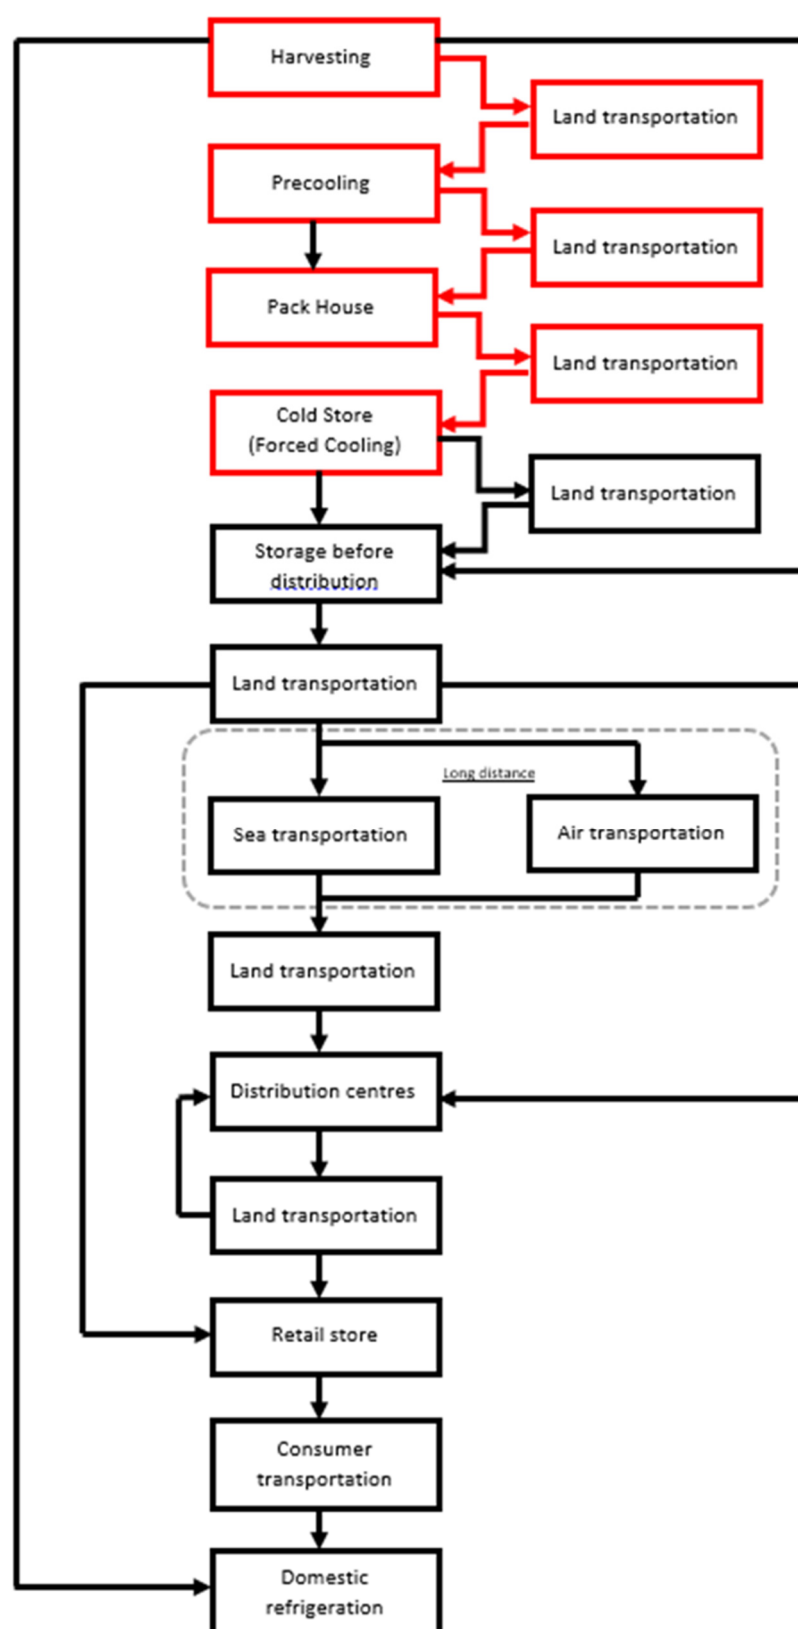 Harvesting
Land transportation
Precooling
Land transportation
Pack House
Land transportation
Cold Store
(Forced Cooling)
Land transportation
Storage before
distribution
Land transportation
Long distance
Sea transportation
Air transportation
Land transportation
Distribution centres
Land transportation
Retail store
Consumer
transportation
Domestic
refrigeration